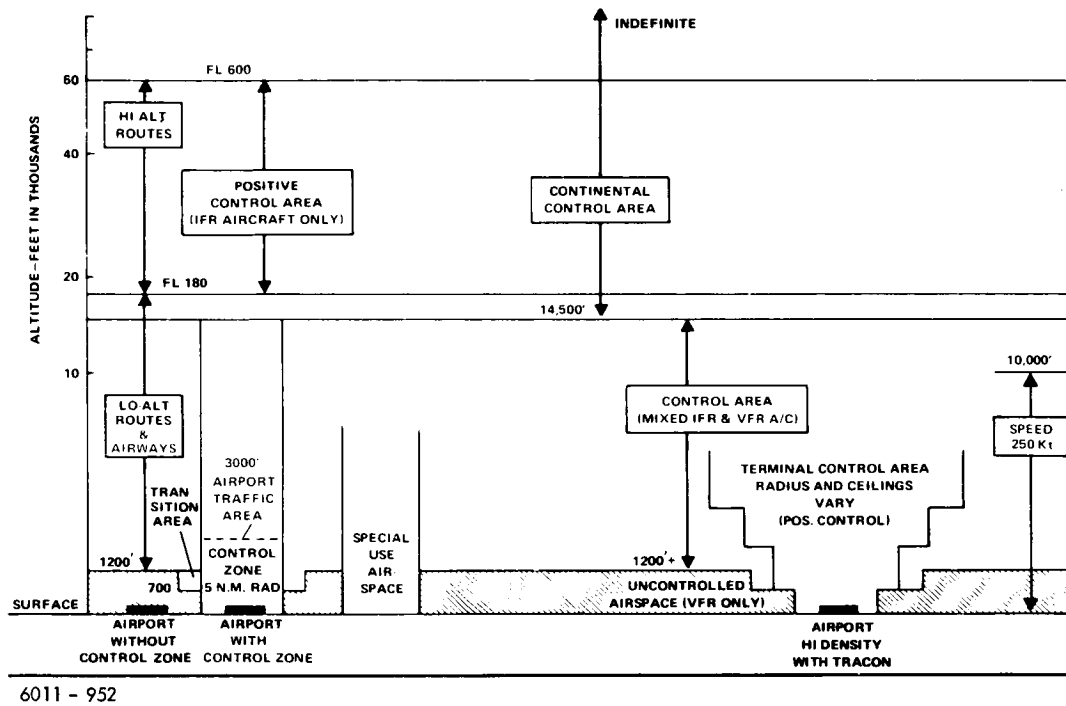 INDEFINITE
FL 600
60
HI ALT
ROUTES
40
POSITIVE
CONTROL AREA
(IFR AIRCRAFT ONLY)
CONTINENTAL
CONTROL AREA
ALTITUDE – FEET IN THOUSANDS
20
FL 180
14,500'
10
10,000'
LO-ALT
ROUTES
&
AIRWAYS
CONTROL AREA
(MIXED IFR & VFR A/C)
SPEED
250 Kt
3000'
AIRPORT
TRAFFIC
AREA
TRAN
SITION
AREA
TERMINAL CONTROL AREA
RADIUS AND CEILINGS
VARY
(POS. CONTROL)
SPECIAL
USE
AIR-
SPACE
CONTROL
ZONE
5 N.M. RAD
1200'
700
1200'+
UNCONTROLLED
AIRSPACE (VFR ONLY)
SURFACE
AIRPORT
WITHOUT
CONTROL ZONE
AIRPORT
WITH
CONTROL ZONE
AIRPORT
HI DENSITY
WITH TRACON
6011 - 952